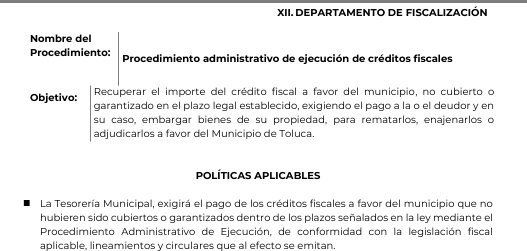 XII. DEPARTAMENTO DE FISCALIZACIÓN
Nombre del
Procedimiento:
Procedimiento administrativo de ejecución de créditos fiscales
Objetivo:
Recuperar el importe del crédito fiscal a favor del municipio, no cubierto o
garantizado en el plazo legal establecido, exigiendo el pago a la o el deudor y en
su caso, embargar bienes de su propiedad, para rematarlos, enajenarlos o
adjudicarlos a favor del Municipio de Toluca.
POLÍTICAS APLICABLES
■ La Tesorería Municipal, exigirá el pago de los créditos fiscales a favor del municipio que no
hubieren sido cubiertos o garantizados dentro de los plazos señalados en la ley mediante el
Procedimiento Administrativo de Ejecución, de conformidad con la legislación fiscal
aplicable, lineamientos y circulares que al efecto se emitan.